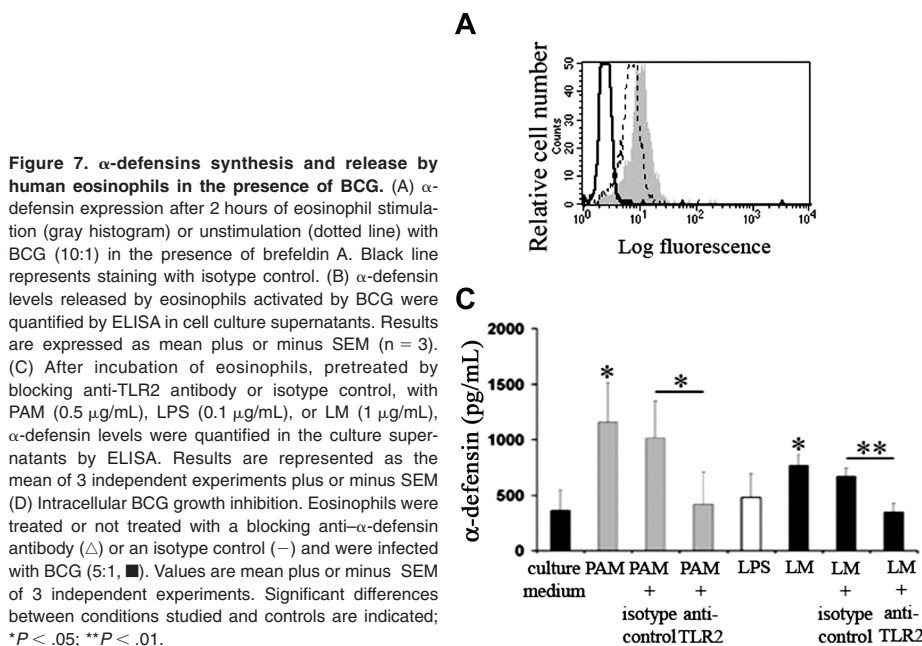 Figure 7. α-defensins synthesis and release by
human eosinophils in the presence of BCG. (A) α-
defensin expression after 2 hours of eosinophil stimula-
tion (gray histogram) or unstimulation (dotted line) with
BCG (10:1) in the presence of brefeldin A. Black line
represents staining with isotype control. (B) α-defensin
levels released by eosinophils activated by BCG were
quantified by ELISA in cell culture supernatants. Results
are expressed as mean plus or minus SEM (n = 3).
(C) After incubation of eosinophils, pretreated by
blocking anti-TLR2 antibody or isotype control, with
PAM (0.5 μg/mL), LPS (0.1 μg/mL), or LM (1 μg/mL),
α-defensin levels were quantified in the culture super-
natants by ELISA. Results are represented as the
mean of 3 independent experiments plus or minus SEM
(D) Intracellular BCG growth inhibition. Eosinophils were
treated or not treated with a blocking anti–α-defensin
antibody (△) or an isotype control (−) and were infected
with BCG (5:1, ■). Values are mean plus or minus SEM
of 3 independent experiments. Significant differences
between conditions studied and controls are indicated;
*P < .05; **P < .01.
A
Relative cell number
Counts
50
40
30
20
10
0
10⁰ 10¹ 10² 10³ 10⁴
Log fluorescence
C
α-defensin (pg/mL)
2000
1500
1000
500
0
* * * **
culture PAM PAM PAM LPS LM LM LM
medium + + + +
isotype anti- isotype anti-
control TLR2 control TLR2